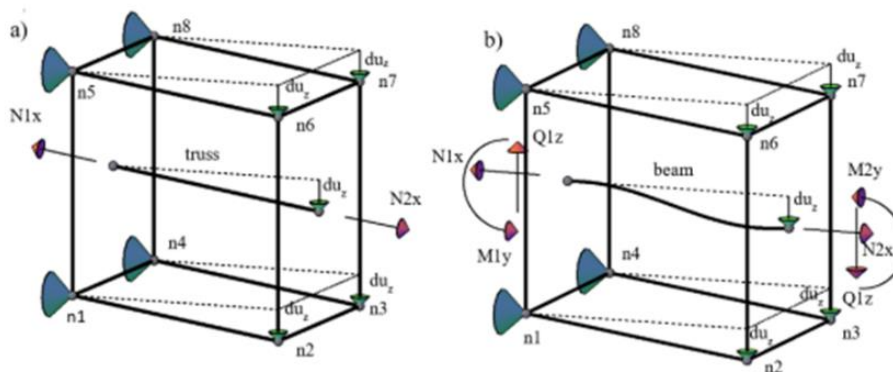 a)
n8
du_z
n7
n5
du_z
n6
N1x
truss
du_z
N2x
n4
du_z
n1
du_z
n3
n2
b)
n8
du_z
n7
n5
du_z
n6
Q1z
N1x
beam
M2y
du_z
M1y
n4
N2x
du_z
Q1z
n1
du_z
n3
n2